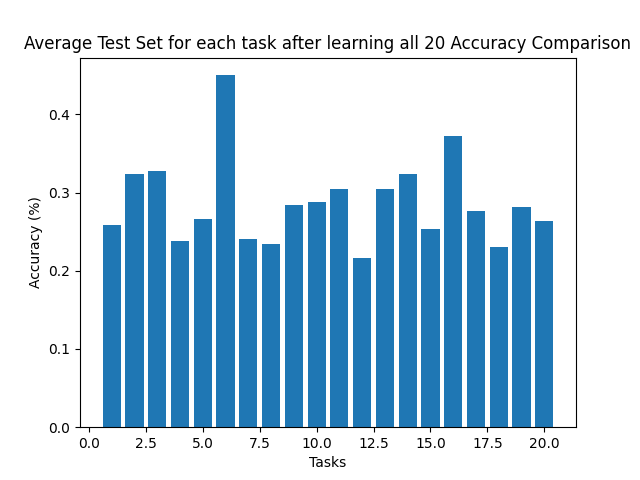 Average Test Set for each task after learning all 20 Accuracy Comparison
Accuracy (%)
0.4
0.3
0.2
0.1
0.0
0.0 2.5 5.0 7.5 10.0 12.5 15.0 17.5 20.0
Tasks